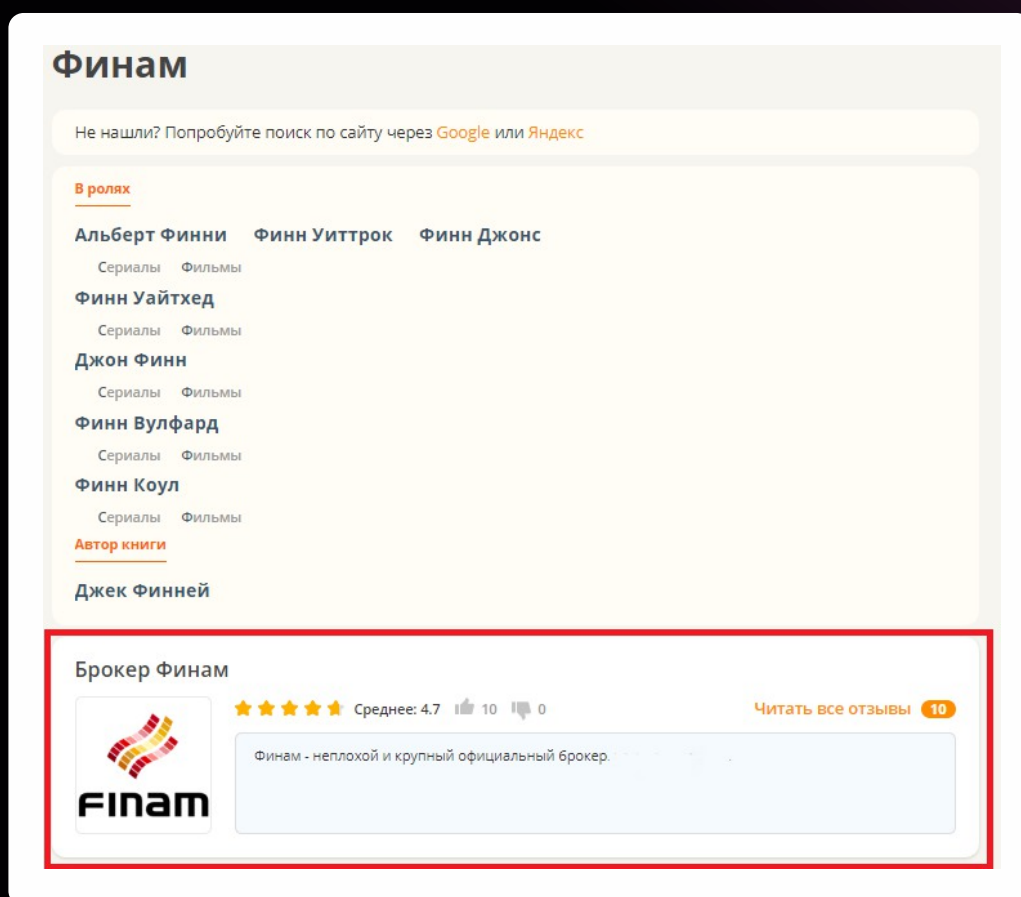 Финам
Не нашли? Попробуйте поиск по сайту через Google или Яндекс
В ролях
Альберт Финни Финн Уиттрок Финн Джонс
Сериалы Фильмы
Финн Уайтхед
Сериалы Фильмы
Джон Финн
Сериалы Фильмы
Финн Вулфард
Сериалы Фильмы
Финн Коул
Сериалы Фильмы
Автор книги
Джек Финней
Брокер Финам
Среднее: 4.7 10 0 Читать все отзывы 10
Финам - неплохой и крупный официальный брокер.
FINAM